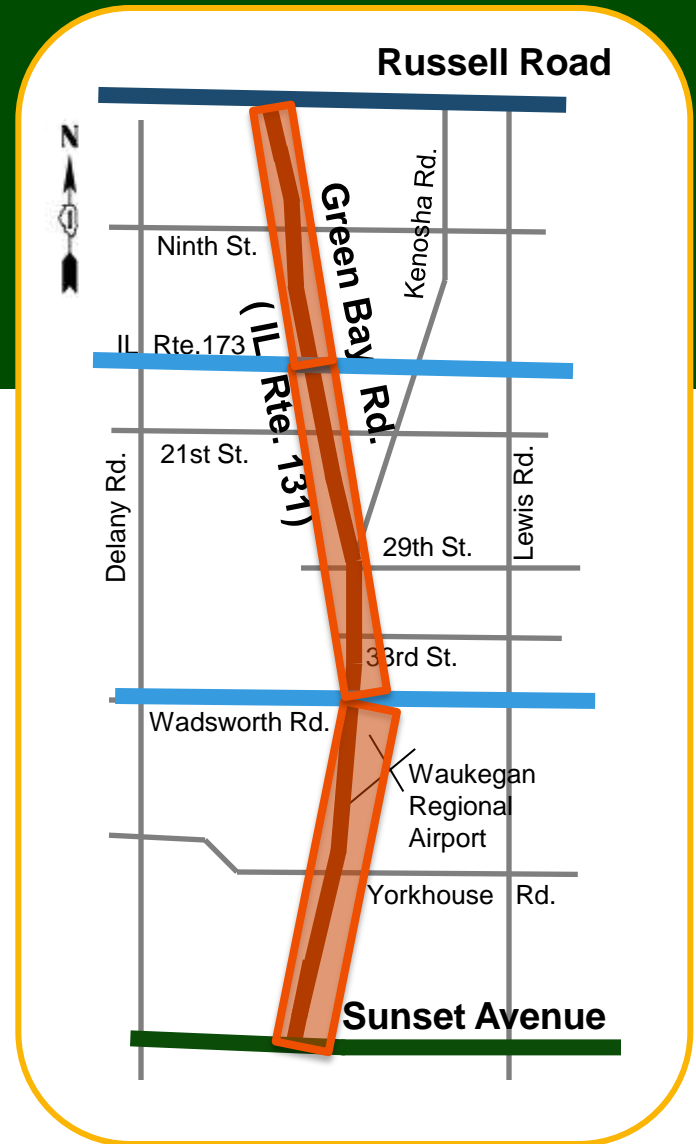 Russell Road
N
Kenosha Rd.
Green Bay Rd.
Ninth St.
IL Rte.173
( IL Rte. 131)
21st St.
Delany Rd.
Lewis Rd.
29th St.
33rd St.
Wadsworth Rd.
Waukegan
Regional
Airport
Yorkhouse Rd.
Sunset Avenue